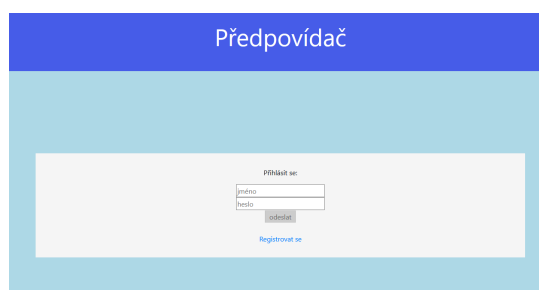 Předpovídač
Přihlásit se:
jméno
heslo
odeslat
Registrovat se